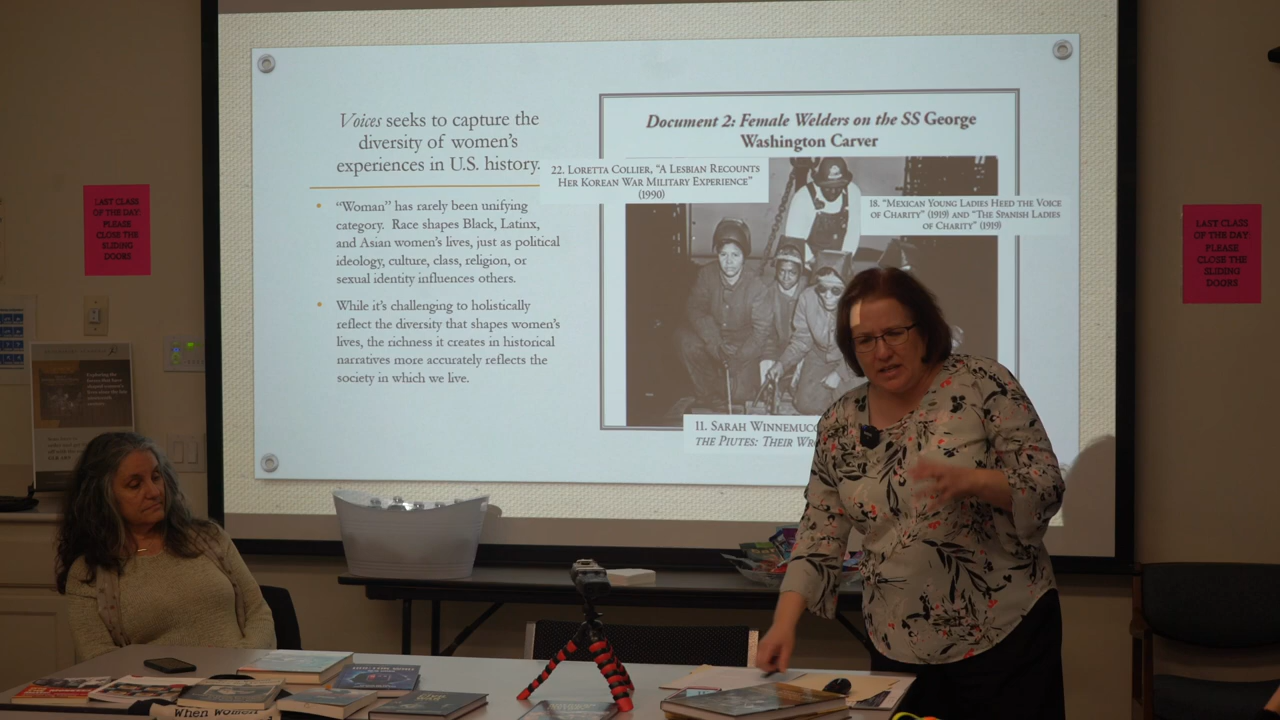 Voices seeks to capture the
diversity of women's
experiences in U.S. history.
"Woman" has rarely been unifying
category. Race shapes Black, Latinx,
and Asian women's lives, just as political
ideology, culture, class, religion, or
sexual identity influences others.
While it's challenging to holistically
reflect the diversity that shapes women's
lives, the richness it creates in historical
narratives more accurately reflects the
society in which we live.
Document 2: Female Welders on the SS George
Washington Carver
22. LORETTA COLLIER, "A LESBIAN RECOUNTS
HER KOREAN WAR MILITARY EXPERIENCE"
(1990)
18. "MEXICAN YOUNG LADIES HEED THE VOICE
OF CHARITY" (1919) AND "THE SPANISH LADIES
OF CHARITY" (1919)
11. SARAH WINNEMUCC
THE PIUTES: THEIR WR
LAST CLASS
OF THE DAY:
PLEASE
CLOSE THE
SLIDING
DOORS
LAST CLASS
OF THE DAY:
PLEASE
CLOSE THE
SLIDING
DOORS
When Women